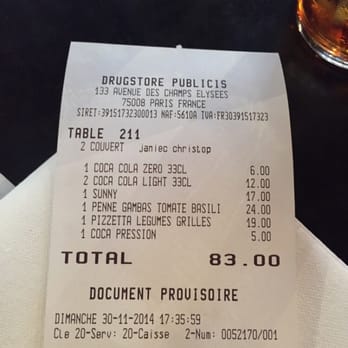 DRUGSTORE PUBLICIS
133 AVENUE DES CHAMPS ELYSEES
75008 PARIS FRANCE
SIRET:39151732300013 NAF:5610A TVA:FR30391517323
TABLE 211
2 COUVERT janiec christop
1 COCA COLA ZERO 33CL 6.00
2 COCA COLA LIGHT 33CL 12.00
1 SUNNY 17.00
1 PENNE GAMBAS TOMATE BASILI 24.00
1 PIZZETTA LEGUMES GRILLES 19.00
1 COCA PRESSION 5.00
TOTAL 83.00
DOCUMENT PROVISOIRE
DIMANCHE 30-11-2014 17:35:59
Cle 20-Serv: 20-Caisse 2-Num: 0052170/001